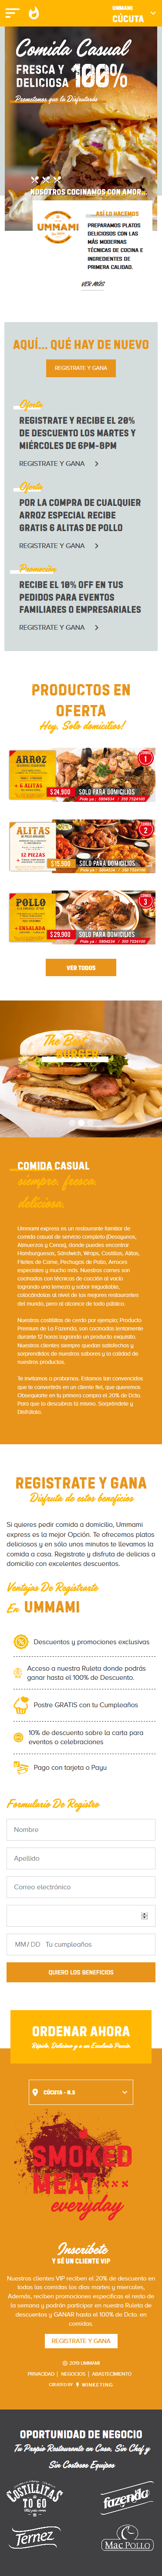 UMMAMI
CÚCUTA
Comida Casual
FRESCA Y
DELICIOSA 100%
Prometemos que la Disfrutarás
NOSOTROS COCINAMOS CON AMOR...
ASÍ LO HACEMOS
UMMAMI
PREPARAMOS PLATOS
DELICIOSOS CON LAS
MÁS MODERNAS
TÉCNICAS DE COCINA E
INGREDIENTES DE
PRIMERA CALIDAD.
VER MÁS
AQUÍ... QUÉ HAY DE NUEVO
REGISTRATE Y GANA
Oferta
REGISTRATE Y RECIBE EL 20%
DE DESCUENTO LOS MARTES Y
MIÉRCOLES DE 6PM-8PM
REGISTRATE Y GANA
Oferta
POR LA COMPRA DE CUALQUIER
ARROZ ESPECIAL RECIBE
GRATIS 6 ALITAS DE POLLO
REGISTRATE Y GANA
Promoción
RECIBE EL 10% OFF EN TUS
PEDIDOS PARA EVENTOS
FAMILIARES O EMPRESARIALES
REGISTRATE Y GANA
PRODUCTOS EN
OFERTA
Hey, Solo domicilios!
ARROZ
+ 6 ALITAS
$24.900 SOLO PARA DOMICILIOS
1
ALITAS
12 PIEZAS
$15.900 SOLO PARA DOMICILIOS
2
POLLO
+ ENSALADA
$29.900 SOLO PARA DOMICILIOS
3
VER TODOS
The Best
BURGER
COMIDA CASUAL
siempre, fresca,
deliciosa.
Ummami express es un restaurante familiar de
comida casual de servicio completo (Desayunos,
Almuerzos y Cenas), donde puedes encontrar
Hamburguesas, Sándwich, Wraps, Costillas, Alitas,
Filetes de Carne, Pechugas de Pollo, Arroces
especiales y mucho más. Nuestras carnes son
cocinadas con técnicas de cocción al vacío
logrando una terneza y sabor inigualable,
colocándolas al nivel de los mejores restaurantes
del mundo, pero al alcance de todo público.
Nuestras costillitas de cerdo por ejemplo; Producto
Premium de La Fazenda, son cocinadas lentamente
durante 12 horas logrando un producto exquisito.
Nuestros clientes siempre quedan satisfechos y
sorprendidos de nuestros sabores y la calidad de
nuestros productos.
Te invitamos a probarnos, Estamos tan convencidos
que te convertirás en un cliente fiel, que queremos
Obsequiarte en tu primera compra el 20% de Dcto.
Para que lo descubras tú mismo. Sorpréndete y
Disfrútalo.
REGISTRATE Y GANA
Disfruta de estos beneficios
Si quieres pedir comida a domicilio, Ummami
express es la mejor Opción. Te ofrecemos platos
deliciosos y en sólo unos minutos te llevamos la
comida a casa. Registrate y disfruta de delicias a
domicilio con excelentes descuentos.
Ventajas De Registrarte
En UMMAMI
Descuentos y promociones exclusivas
Acceso a nuestra Ruleta donde podrás
ganar hasta el 100% de Descuento.
Postre GRATIS con tu Cumpleaños
10% de descuento sobre la carta para
eventos o celebraciones
Pago con tarjeta o Payu
Formulario De Registro
Nombre
Apellido
Correo electrónico
MM / DD Tu cumpleaños
QUIERO LOS BENEFICIOS
ORDENAR AHORA
Rápido, Delicioso y a un Excelente Precio
CÚCUTA - N.S
SMOKED
MEAT
everyday
Inscribete
Y SÉ UN CLIENTE VIP
Nuestros clientes VIP reciben el 20% de descuento en
todas las comidas los días martes y miercoles,
Además, reciben promociones especificas el resto de
la semana y podrán participar en nuestra Ruleta de
descuentos y GANAR hasta el 100% de Dcto, en
comidas.
REGISTRATE Y GANA
© 2019 UMMAMI
PRIVACIDAD | NEGOCIOS | ABASTECIMIENTO
CREATED BY WINKETING
OPORTUNIDAD DE NEGOCIO
Tu Propio Restaurante en Casa, Sin Chef y
Sin Costosos Equipos
COSTILLITAS
TO GO
fazenda
Ternez
MAC POLLO